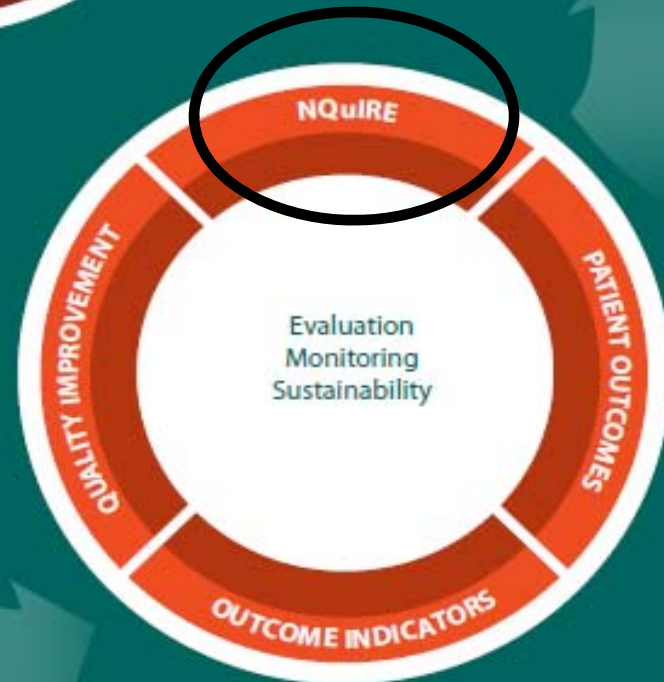 NQuIRE
QUALITY IMPROVEMENT
PATIENT OUTCOMES
Evaluation
Monitoring
Sustainability
OUTCOME INDICATORS